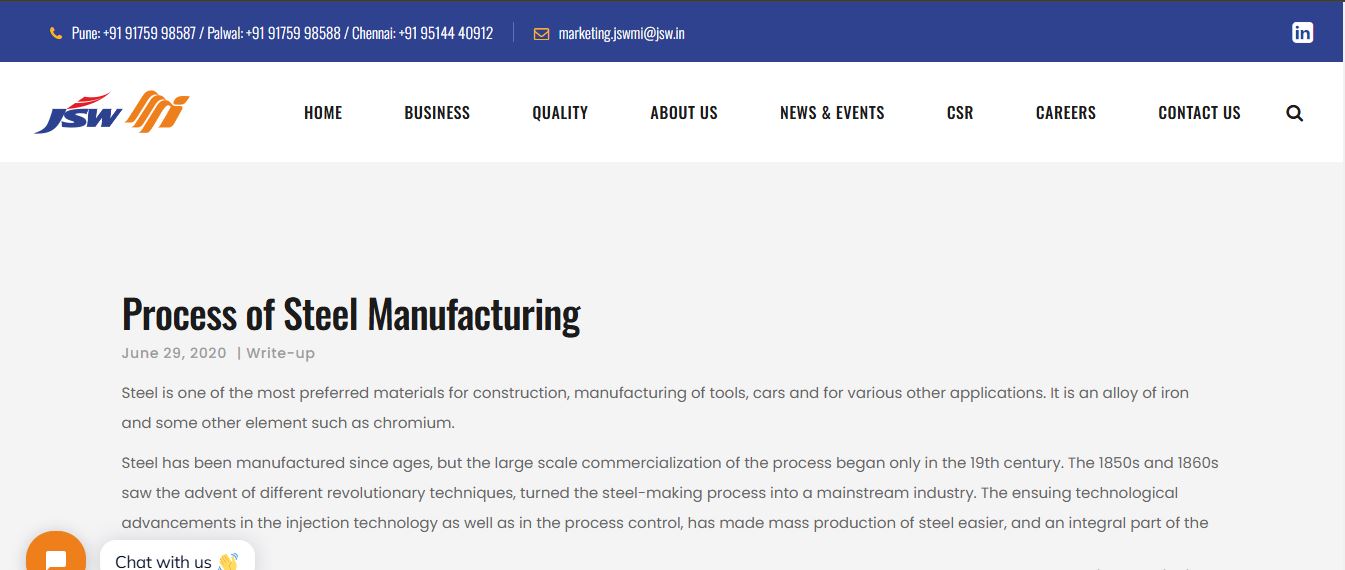 Pune: +91 91759 98587 / Palwal: +91 91759 98588 / Chennai: +91 95144 40912
marketing.jswmi@jsw.in
in
JSW MI
HOME BUSINESS QUALITY ABOUT US NEWS & EVENTS CSR CAREERS CONTACT US
Process of Steel Manufacturing
June 29, 2020 | Write-up
Steel is one of the most preferred materials for construction, manufacturing of tools, cars and for various other applications. It is an alloy of iron
and some other element such as chromium.
Steel has been manufactured since ages, but the large scale commercialization of the process began only in the 19th century. The 1850s and 1860s
saw the advent of different revolutionary techniques, turned the steel-making process into a mainstream industry. The ensuing technological
advancements in the injection technology as well as in the process control, has made mass production of steel easier, and an integral part of the
Chat with us 👋